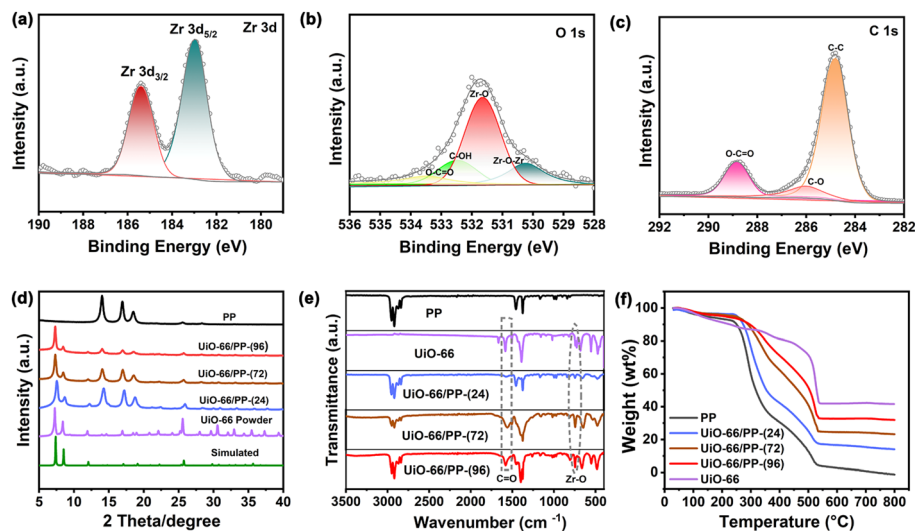 (a)
Zr 3d5/2
Zr 3d
Zr 3d3/2
Intensity (a.u.)
190 188 186 184 182 180
Binding Energy (eV)
(b)
O 1s
Zr-O
C-OH
O-C=O
Zr-O-Zr
Intensity (a.u.)
536 535 534 533 532 531 530 529 528
Binding Energy (eV)
(c)
C 1s
C-C
O-C=O
C-O
Intensity (a.u.)
292 290 288 286 284 282
Binding Energy (eV)
(d)
PP
UiO-66/PP-(96)
UiO-66/PP-(72)
UiO-66/PP-(24)
UiO-66 Powder
Simulated
Intensity (a.u.)
5 10 15 20 25 30 35 40
2 Theta/degree
(e)
PP
UiO-66
UiO-66/PP-(24)
UiO-66/PP-(72)
UiO-66/PP-(96)
C=O
Zr-O
Transmittance (a.u.)
3500 3000 2500 2000 1500 1000 500
Wavenumber (cm -1)
(f)
100
80
60
40
20
0
Weight (wt%)
PP
UiO-66/PP-(24)
UiO-66/PP-(72)
UiO-66/PP-(96)
UiO-66
0 100 200 300 400 500 600 700 800
Temperature (°C)